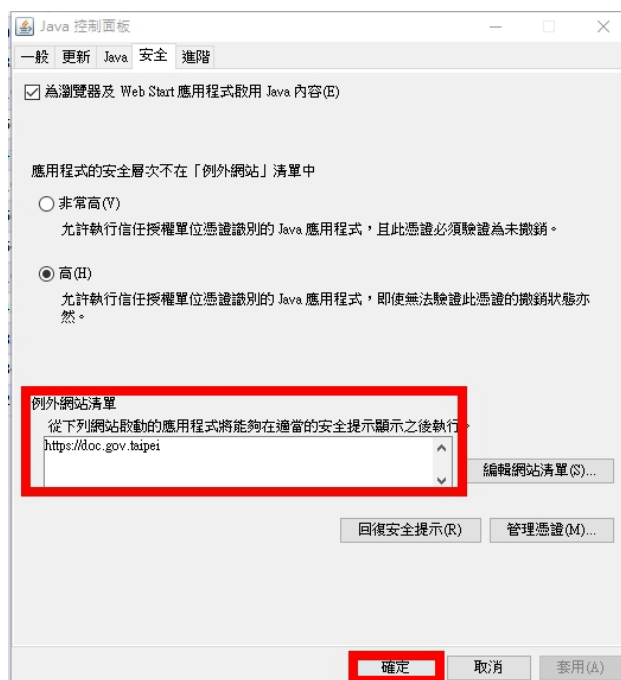 Java 控制面板
一般 更新 Java 安全 進階
為瀏覽器及 Web Start 應用程式啟用 Java 內容(E)
應用程式的安全層次不在「例外網站」清單中
非常高(V)
允許執行信任授權單位憑證識別的 Java 應用程式，且此憑證必須驗證為未撤銷。
高(H)
允許執行信任授權單位憑證識別的 Java 應用程式，即使無法驗證此憑證的撤銷狀態亦
然。
例外網站清單
從下列網站啟動的應用程式將能夠在適當的安全提示顯示之後執行。
https://doc.gov.taipei
編輯網站清單(S)...
回復安全提示(R) 管理憑證(M)...
確定 取消 套用(A)